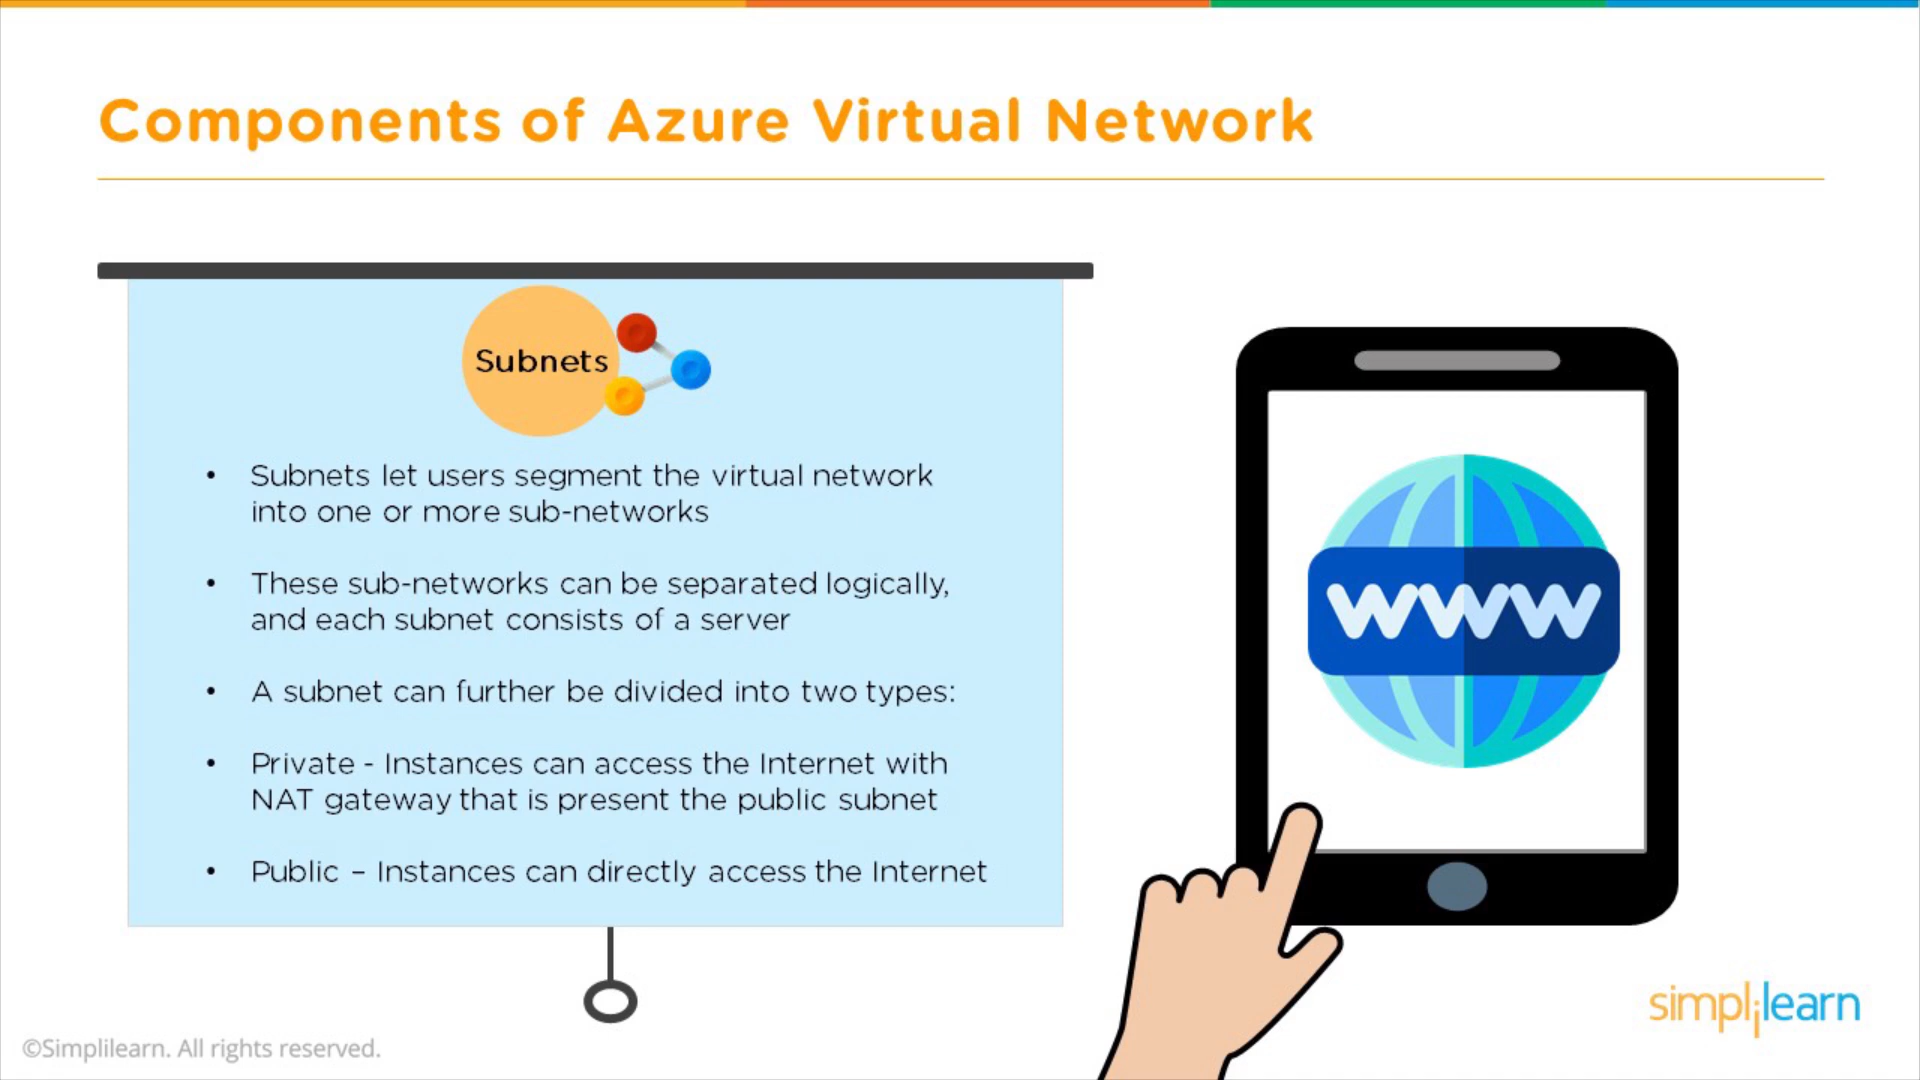 Components of Azure Virtual Network
Subnets
• Subnets let users segment the virtual network
into one or more sub-networks
• These sub-networks can be separated logically,
and each subnet consists of a server
• A subnet can further be divided into two types:
• Private - Instances can access the Internet with
NAT gateway that is present the public subnet
• Public – Instances can directly access the Internet
www
simplilearn
©Simplilearn. All rights reserved.